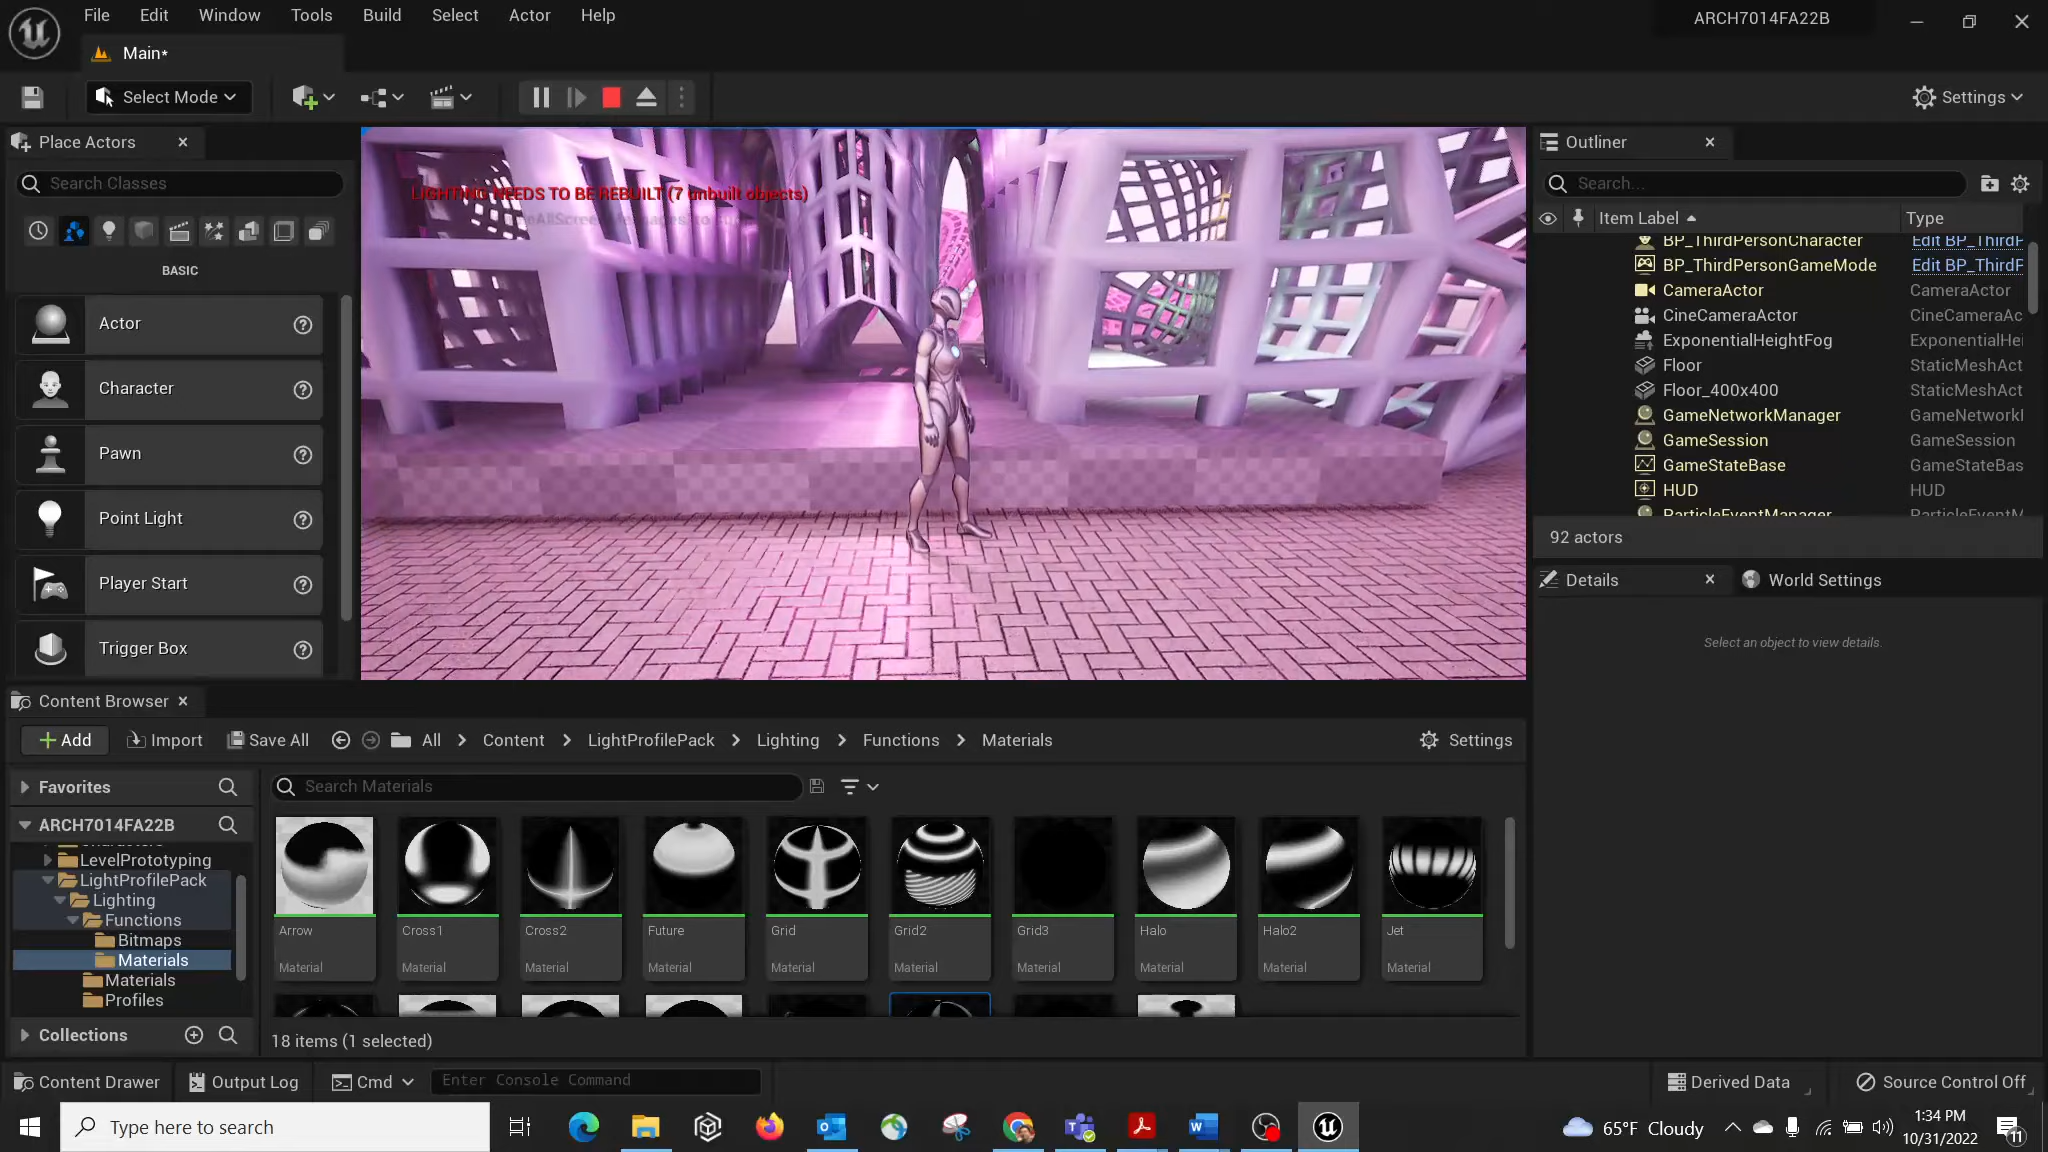 File Edit Window Tools Build Select Actor Help
ARCH7014FA22B
Main*
Select Mode
Settings
Place Actors
Search Classes
BASIC
Actor
Character
Pawn
Point Light
Player Start
Trigger Box
LIGHTING NEEDS TO BE REBUILT (7 unbuilt objects)
Outliner
Search...
Item Label Type
BP_ThirdPersonCharacter Edit BP_ThirdP
BP_ThirdPersonGameMode Edit BP_ThirdP
CameraActor CameraActor
CineCameraActor CineCameraAc
ExponentialHeightFog ExponentialHei
Floor StaticMeshAct
Floor_400x400 StaticMeshAct
GameNetworkManager GameNetworkI
GameSession GameSession
GameStateBase GameStateBas
HUD HUD
ParticleEventManager ParticleEventM
92 actors
Details World Settings
Select an object to view details.
Content Browser
Add Import Save All All Content LightProfilePack Lighting Functions Materials Settings
Favorites
Search Materials
ARCH7014FA22B
LevelPrototyping
LightProfilePack
Lighting
Functions
Bitmaps
Materials
Materials
Profiles
Collections
Arrow Cross1 Cross2 Future Grid Grid2 Grid3 Halo Halo2 Jet
Material Material Material Material Material Material Material Material Material Material
18 items (1 selected)
Content Drawer Output Log Cmd Enter Console Command Derived Data Source Control Off
Type here to search
65°F Cloudy
1:34 PM
10/31/2022
11